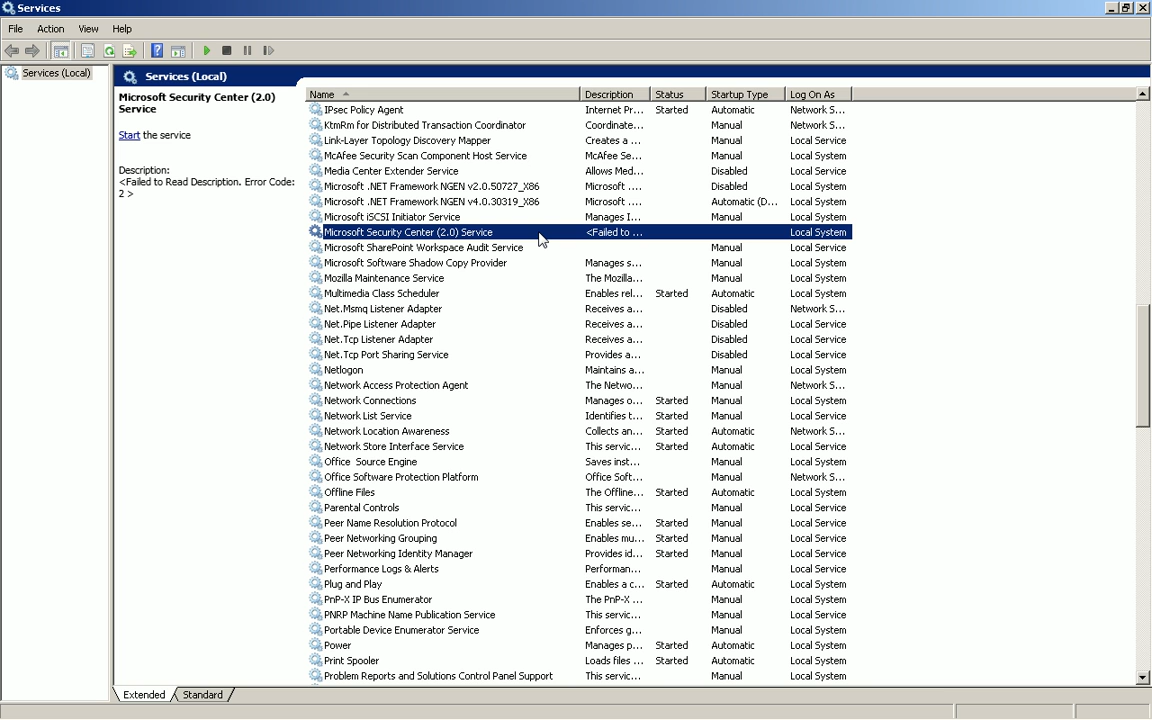 Services
File Action View Help
Services (Local)
Services (Local)
Microsoft Security Center (2.0)
Service
Start the service
Description:
<Failed to Read Description. Error Code:
2 >
Name Description Status Startup Type Log On As
IPsec Policy Agent Internet Pr... Started Automatic Network S...
KtmRm for Distributed Transaction Coordinator Coordinate... Manual Network S...
Link-Layer Topology Discovery Mapper Creates a ... Manual Local Service
McAfee Security Scan Component Host Service McAfee Se... Manual Local System
Media Center Extender Service Allows Med... Disabled Local Service
Microsoft .NET Framework NGEN v2.0.50727_X86 Microsoft .... Disabled Local System
Microsoft .NET Framework NGEN v4.0.30319_X86 Microsoft .... Automatic (D... Local System
Microsoft iSCSI Initiator Service Manages I... Manual Local System
Microsoft Security Center (2.0) Service <Failed to ... Local System
Microsoft SharePoint Workspace Audit Service Manual Local Service
Microsoft Software Shadow Copy Provider Manages s... Manual Local System
Mozilla Maintenance Service The Mozilla... Manual Local System
Multimedia Class Scheduler Enables rel... Started Automatic Local System
Net.Msmq Listener Adapter Receives a... Disabled Network S...
Net.Pipe Listener Adapter Receives a... Disabled Local Service
Net.Tcp Listener Adapter Receives a... Disabled Local Service
Net.Tcp Port Sharing Service Provides a... Disabled Local Service
Netlogon Maintains a... Manual Local System
Network Access Protection Agent The Netwo... Manual Network S...
Network Connections Manages o... Started Manual Local System
Network List Service Identifies t... Started Manual Local Service
Network Location Awareness Collects an... Started Automatic Network S...
Network Store Interface Service This servic... Started Automatic Local Service
Office  Source Engine Saves inst... Manual Local System
Office Software Protection Platform Office Soft... Manual Network S...
Offline Files The Offline... Started Automatic Local System
Parental Controls This servic... Manual Local Service
Peer Name Resolution Protocol Enables se... Started Manual Local Service
Peer Networking Grouping Enables mu... Started Manual Local Service
Peer Networking Identity Manager Provides id... Started Manual Local Service
Performance Logs & Alerts Performan... Manual Local Service
Plug and Play Enables a c... Started Automatic Local System
PnP-X IP Bus Enumerator The PnP-X ... Manual Local System
PNRP Machine Name Publication Service This servic... Manual Local Service
Portable Device Enumerator Service Enforces g... Manual Local System
Power Manages p... Started Automatic Local System
Print Spooler Loads files ... Started Automatic Local System
Problem Reports and Solutions Control Panel Support This servic... Manual Local System
Extended Standard